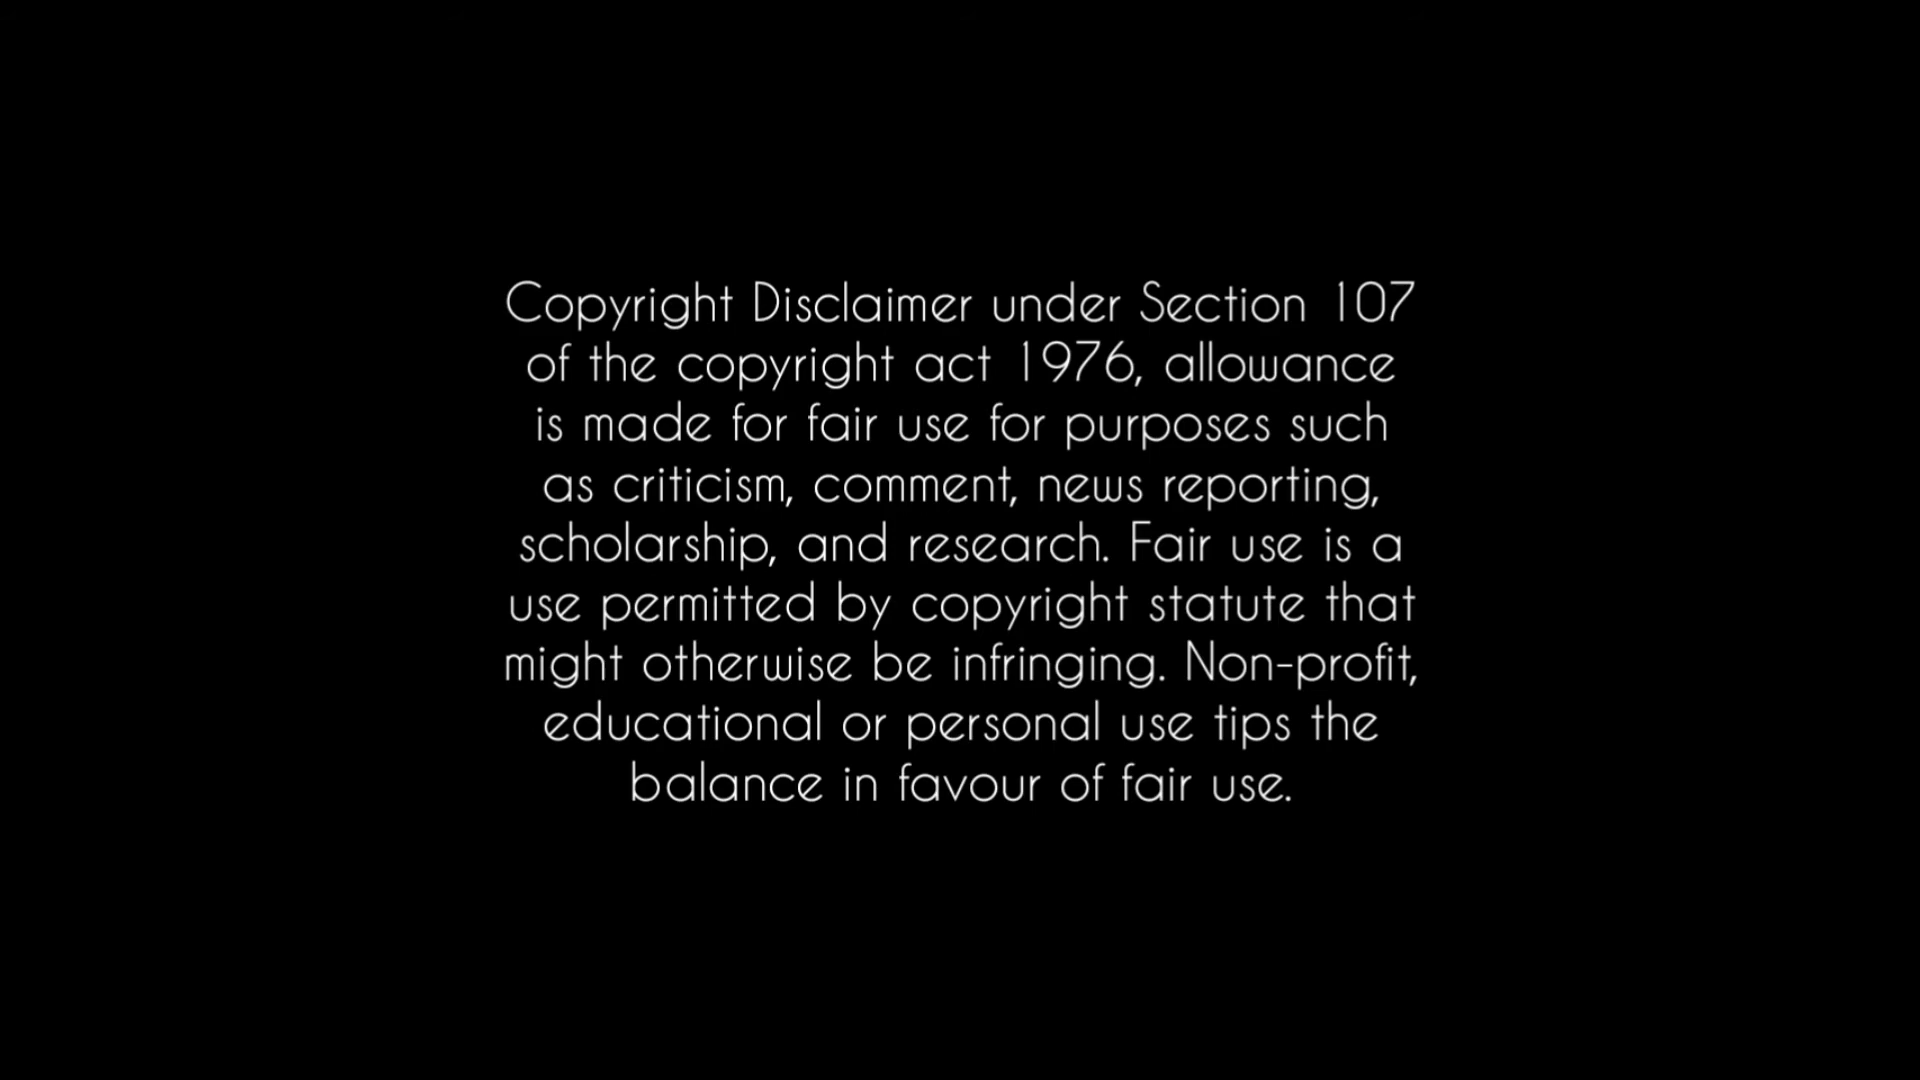 Copyright Disclaimer under Section 107
of the copyright act 1976, allowance
is made for fair use for purposes such
as criticism, comment, news reporting,
scholarship, and research. Fair use is a
use permitted by copyright statute that
might otherwise be infringing. Non-profit,
educational or personal use tips the
balance in favour of fair use.